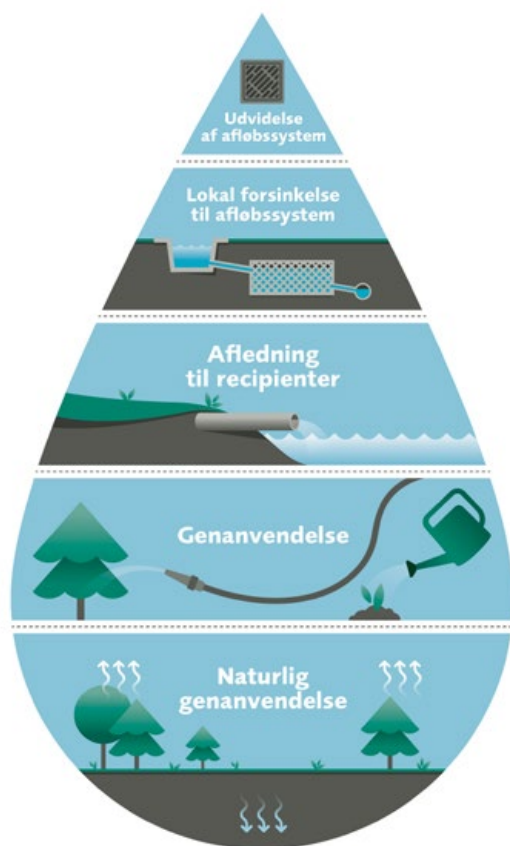 Udvidelse
af afløbssystem
Lokal forsinkelse
til afløbssystem
Afledning
til recipienter
Genanvendelse
Naturlig
genanvendelse